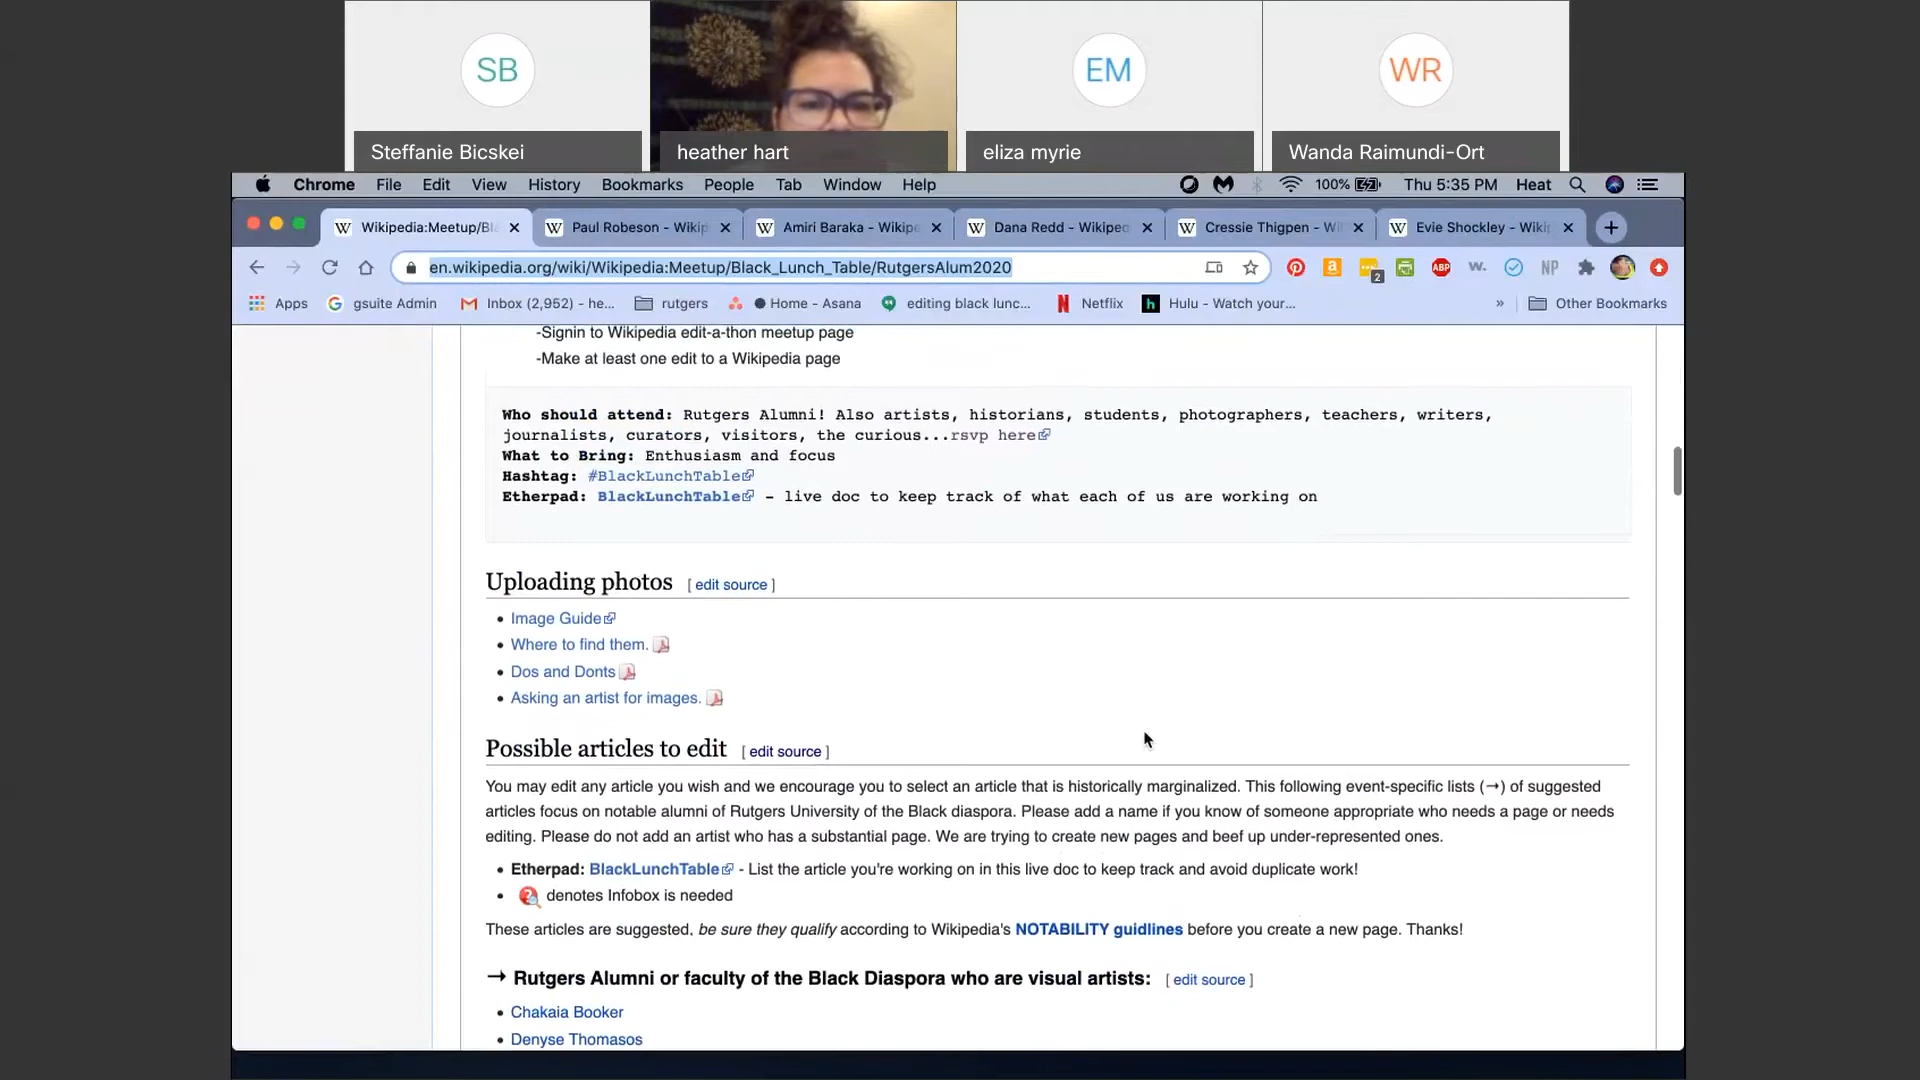 SB
EM
WR
Steffanie Bicskei
heather hart
eliza myrie
Wanda Raimundi-Ort
Chrome File Edit View History Bookmarks People Tab Window Help 100% Thu 5:35 PM Heat
Wikipedia:Meetup/Bl Paul Robeson - Wikip Amiri Baraka - Wikipe Dana Redd - Wikiped Cressie Thigpen - Wi Evie Shockley - Wiki
en.wikipedia.org/wiki/Wikipedia:Meetup/Black_Lunch_Table/RutgersAlum2020 2 ABP w. NP
Apps gsuite Admin Inbox (2,952) - he... rutgers Home - Asana editing black lunc... Netflix Hulu - Watch your... » Other Bookmarks
-Signin to Wikipedia edit-a-thon meetup page
-Make at least one edit to a Wikipedia page
Who should attend: Rutgers Alumni! Also artists, historians, students, photographers, teachers, writers,
journalists, curators, visitors, the curious...rsvp here
What to Bring: Enthusiasm and focus
Hashtag: #BlackLunchTable
Etherpad: BlackLunchTable - live doc to keep track of what each of us are working on
Uploading photos [ edit source ]
• Image Guide
• Where to find them.
• Dos and Donts
• Asking an artist for images.
Possible articles to edit [ edit source ]
You may edit any article you wish and we encourage you to select an article that is historically marginalized. This following event-specific lists (→) of suggested
articles focus on notable alumni of Rutgers University of the Black diaspora. Please add a name if you know of someone appropriate who needs a page or needs
editing. Please do not add an artist who has a substantial page. We are trying to create new pages and beef up under-represented ones.
• Etherpad: BlackLunchTable - List the article you're working on in this live doc to keep track and avoid duplicate work!
• denotes Infobox is needed
These articles are suggested, be sure they qualify according to Wikipedia's NOTABILITY guidlines before you create a new page. Thanks!
→ Rutgers Alumni or faculty of the Black Diaspora who are visual artists: [ edit source ]
• Chakaia Booker
• Denyse Thomasos